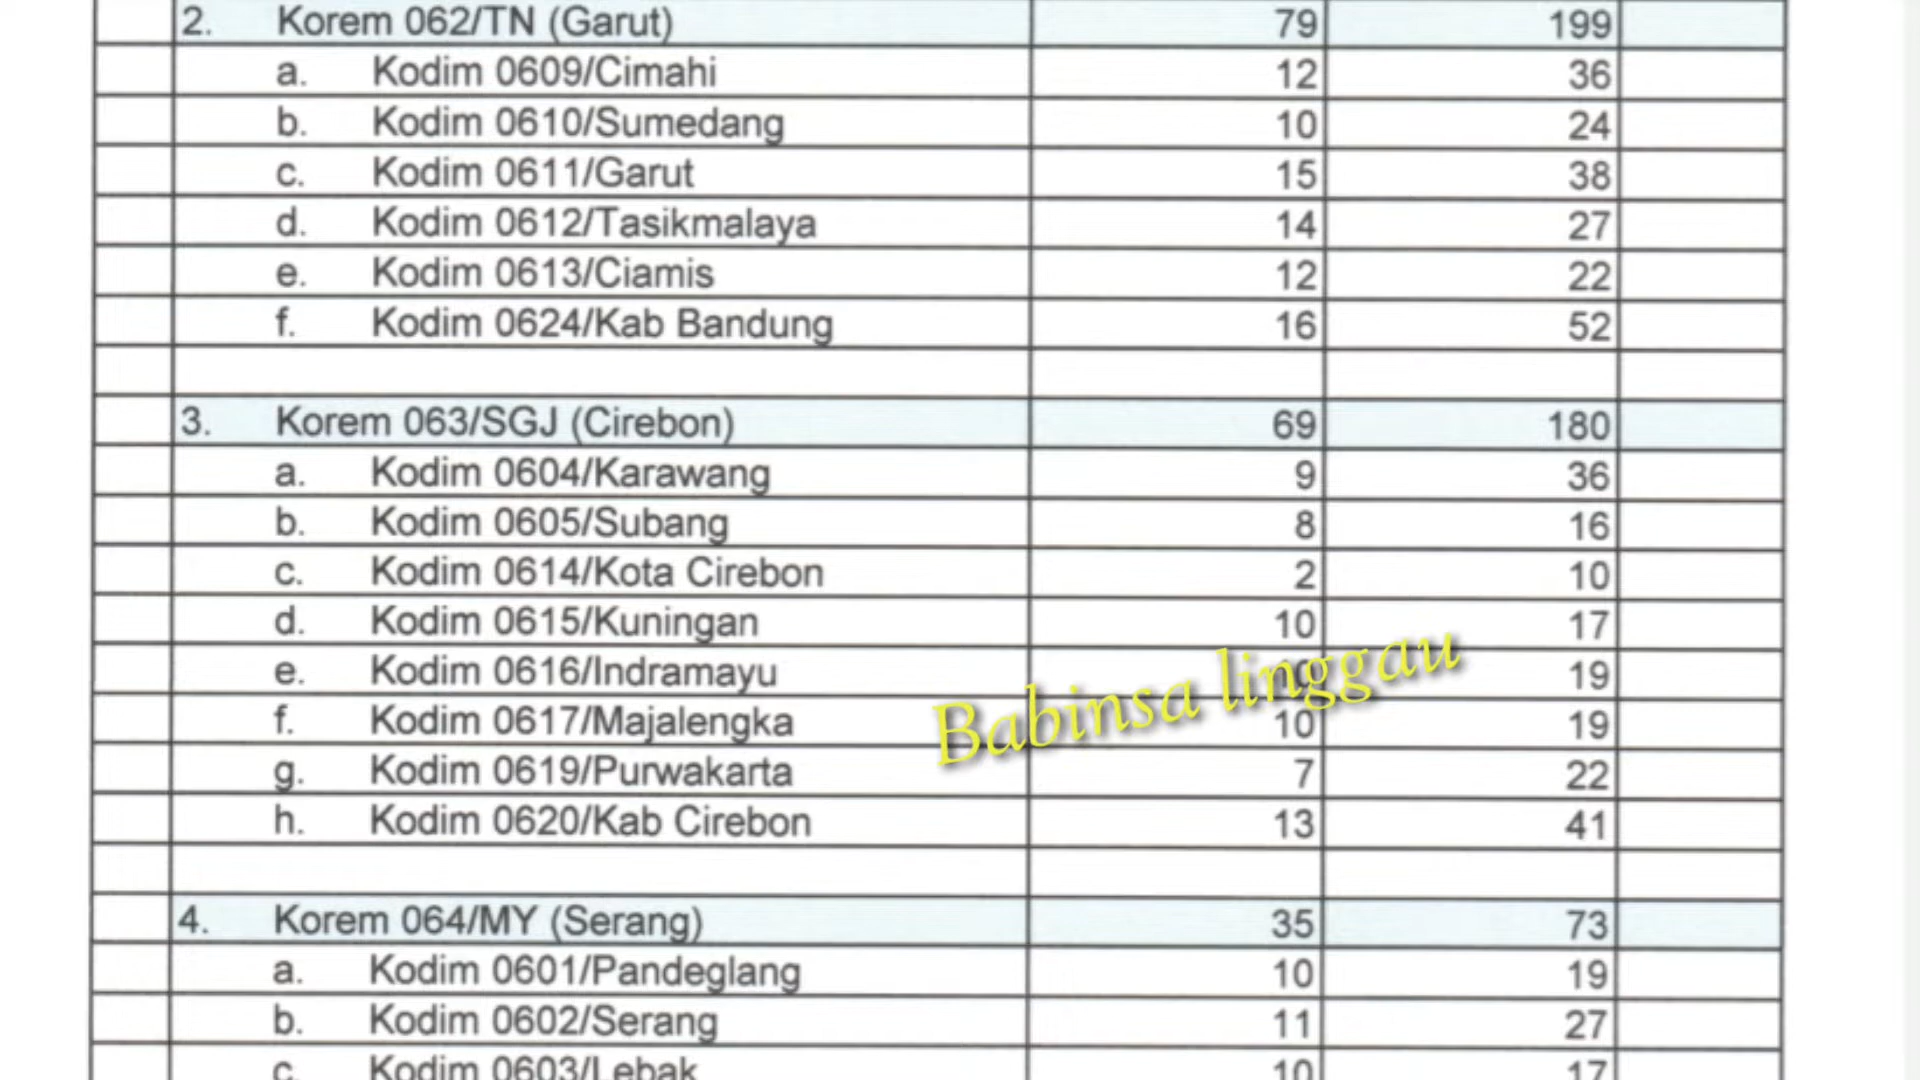 2. Korem 062/TN (Garut) 79 199
a. Kodim 0609/Cimahi 12 36
b. Kodim 0610/Sumedang 10 24
c. Kodim 0611/Garut 15 38
d. Kodim 0612/Tasikmalaya 14 27
e. Kodim 0613/Ciamis 12 22
f. Kodim 0624/Kab Bandung 16 52
3. Korem 063/SGJ (Cirebon) 69 180
a. Kodim 0604/Karawang 9 36
b. Kodim 0605/Subang 8 16
c. Kodim 0614/Kota Cirebon 2 10
d. Kodim 0615/Kuningan 10 17
e. Kodim 0616/Indramayu 19
f. Kodim 0617/Majalengka 10 19
Babinsa linggau
g. Kodim 0619/Purwakarta 7 22
h. Kodim 0620/Kab Cirebon 13 41
4. Korem 064/MY (Serang) 35 73
a. Kodim 0601/Pandeglang 10 19
b. Kodim 0602/Serang 11 27
c. Kodim 0603/Lebak 10 17